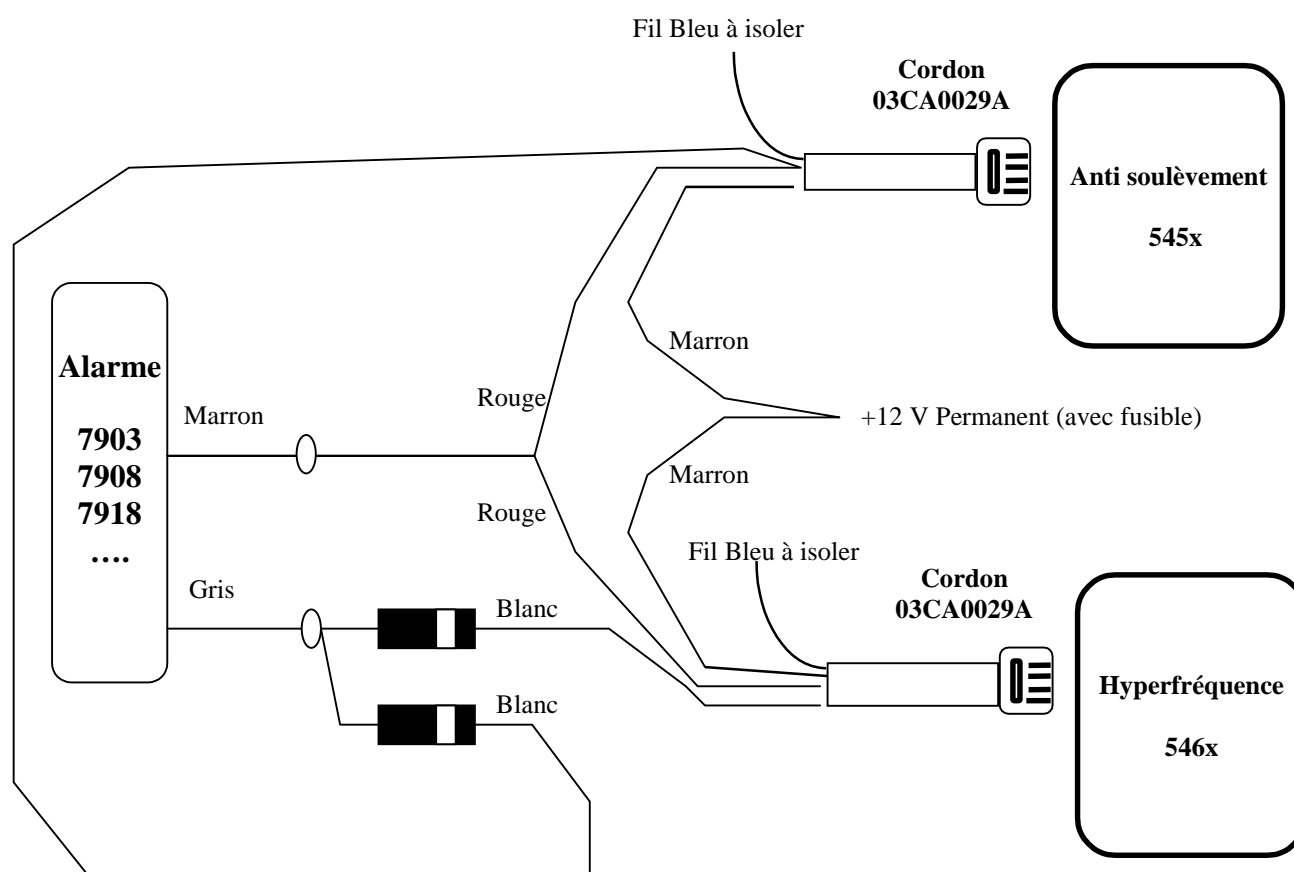 Fil Bleu à isoler
Cordon
03CA0029A
Anti soulèvement
545x
Alarme
7903
7908
7918
….
Marron
Rouge
Marron
+12 V Permanent (avec fusible)
Marron
Rouge
Fil Bleu à isoler
Cordon
03CA0029A
Gris
Blanc
Blanc
Hyperfréquence
546x